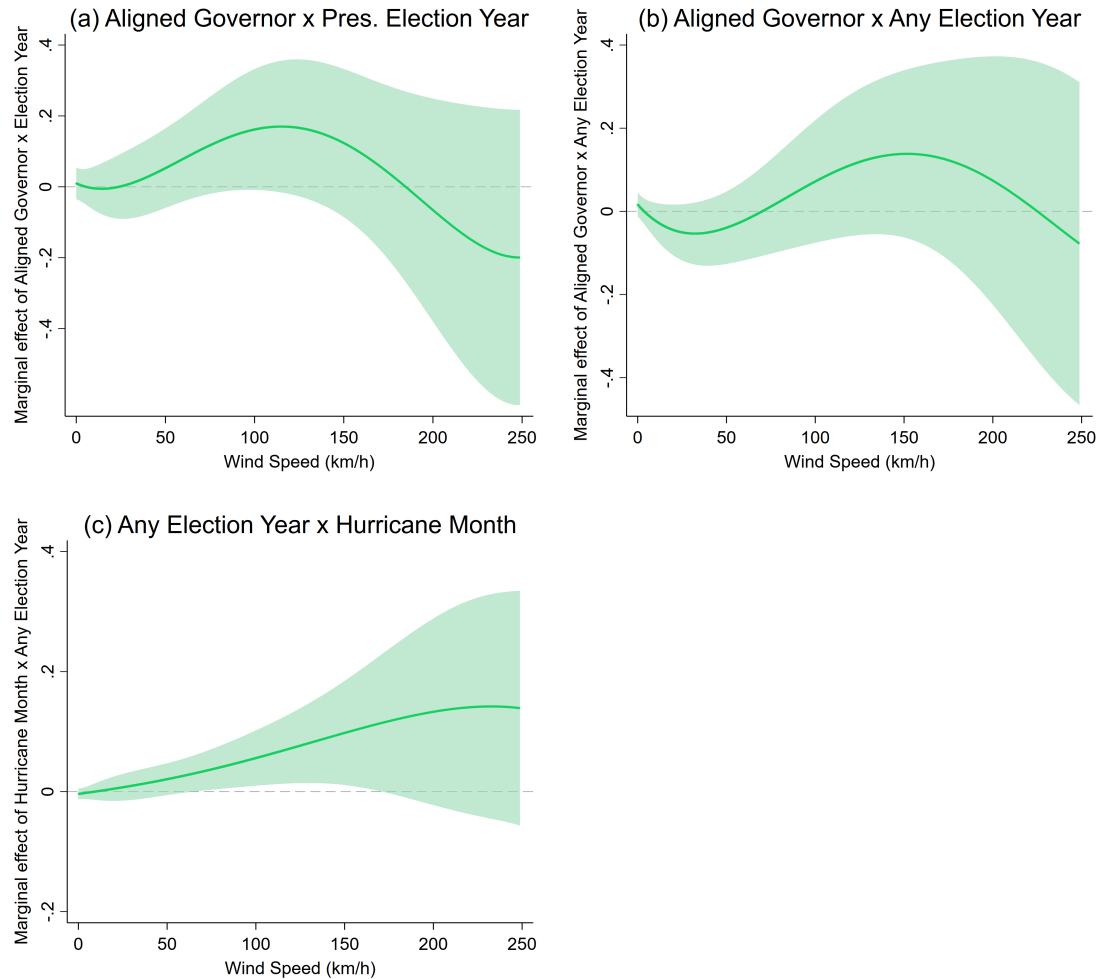 (a) Aligned Governor x Pres. Election Year
Marginal effect of Aligned Governor x Election Year
.4
.2
0
-.2
-.4
0 50 100 150 200 250
Wind Speed (km/h)
(b) Aligned Governor x Any Election Year
Marginal effect of Aligned Governor x Any Election Year
.4
.2
0
-.2
-.4
0 50 100 150 200 250
Wind Speed (km/h)
(c) Any Election Year x Hurricane Month
Marginal effect of Hurricane Month x Any Election Year
.4
.2
0
-.2
0 50 100 150 200 250
Wind Speed (km/h)